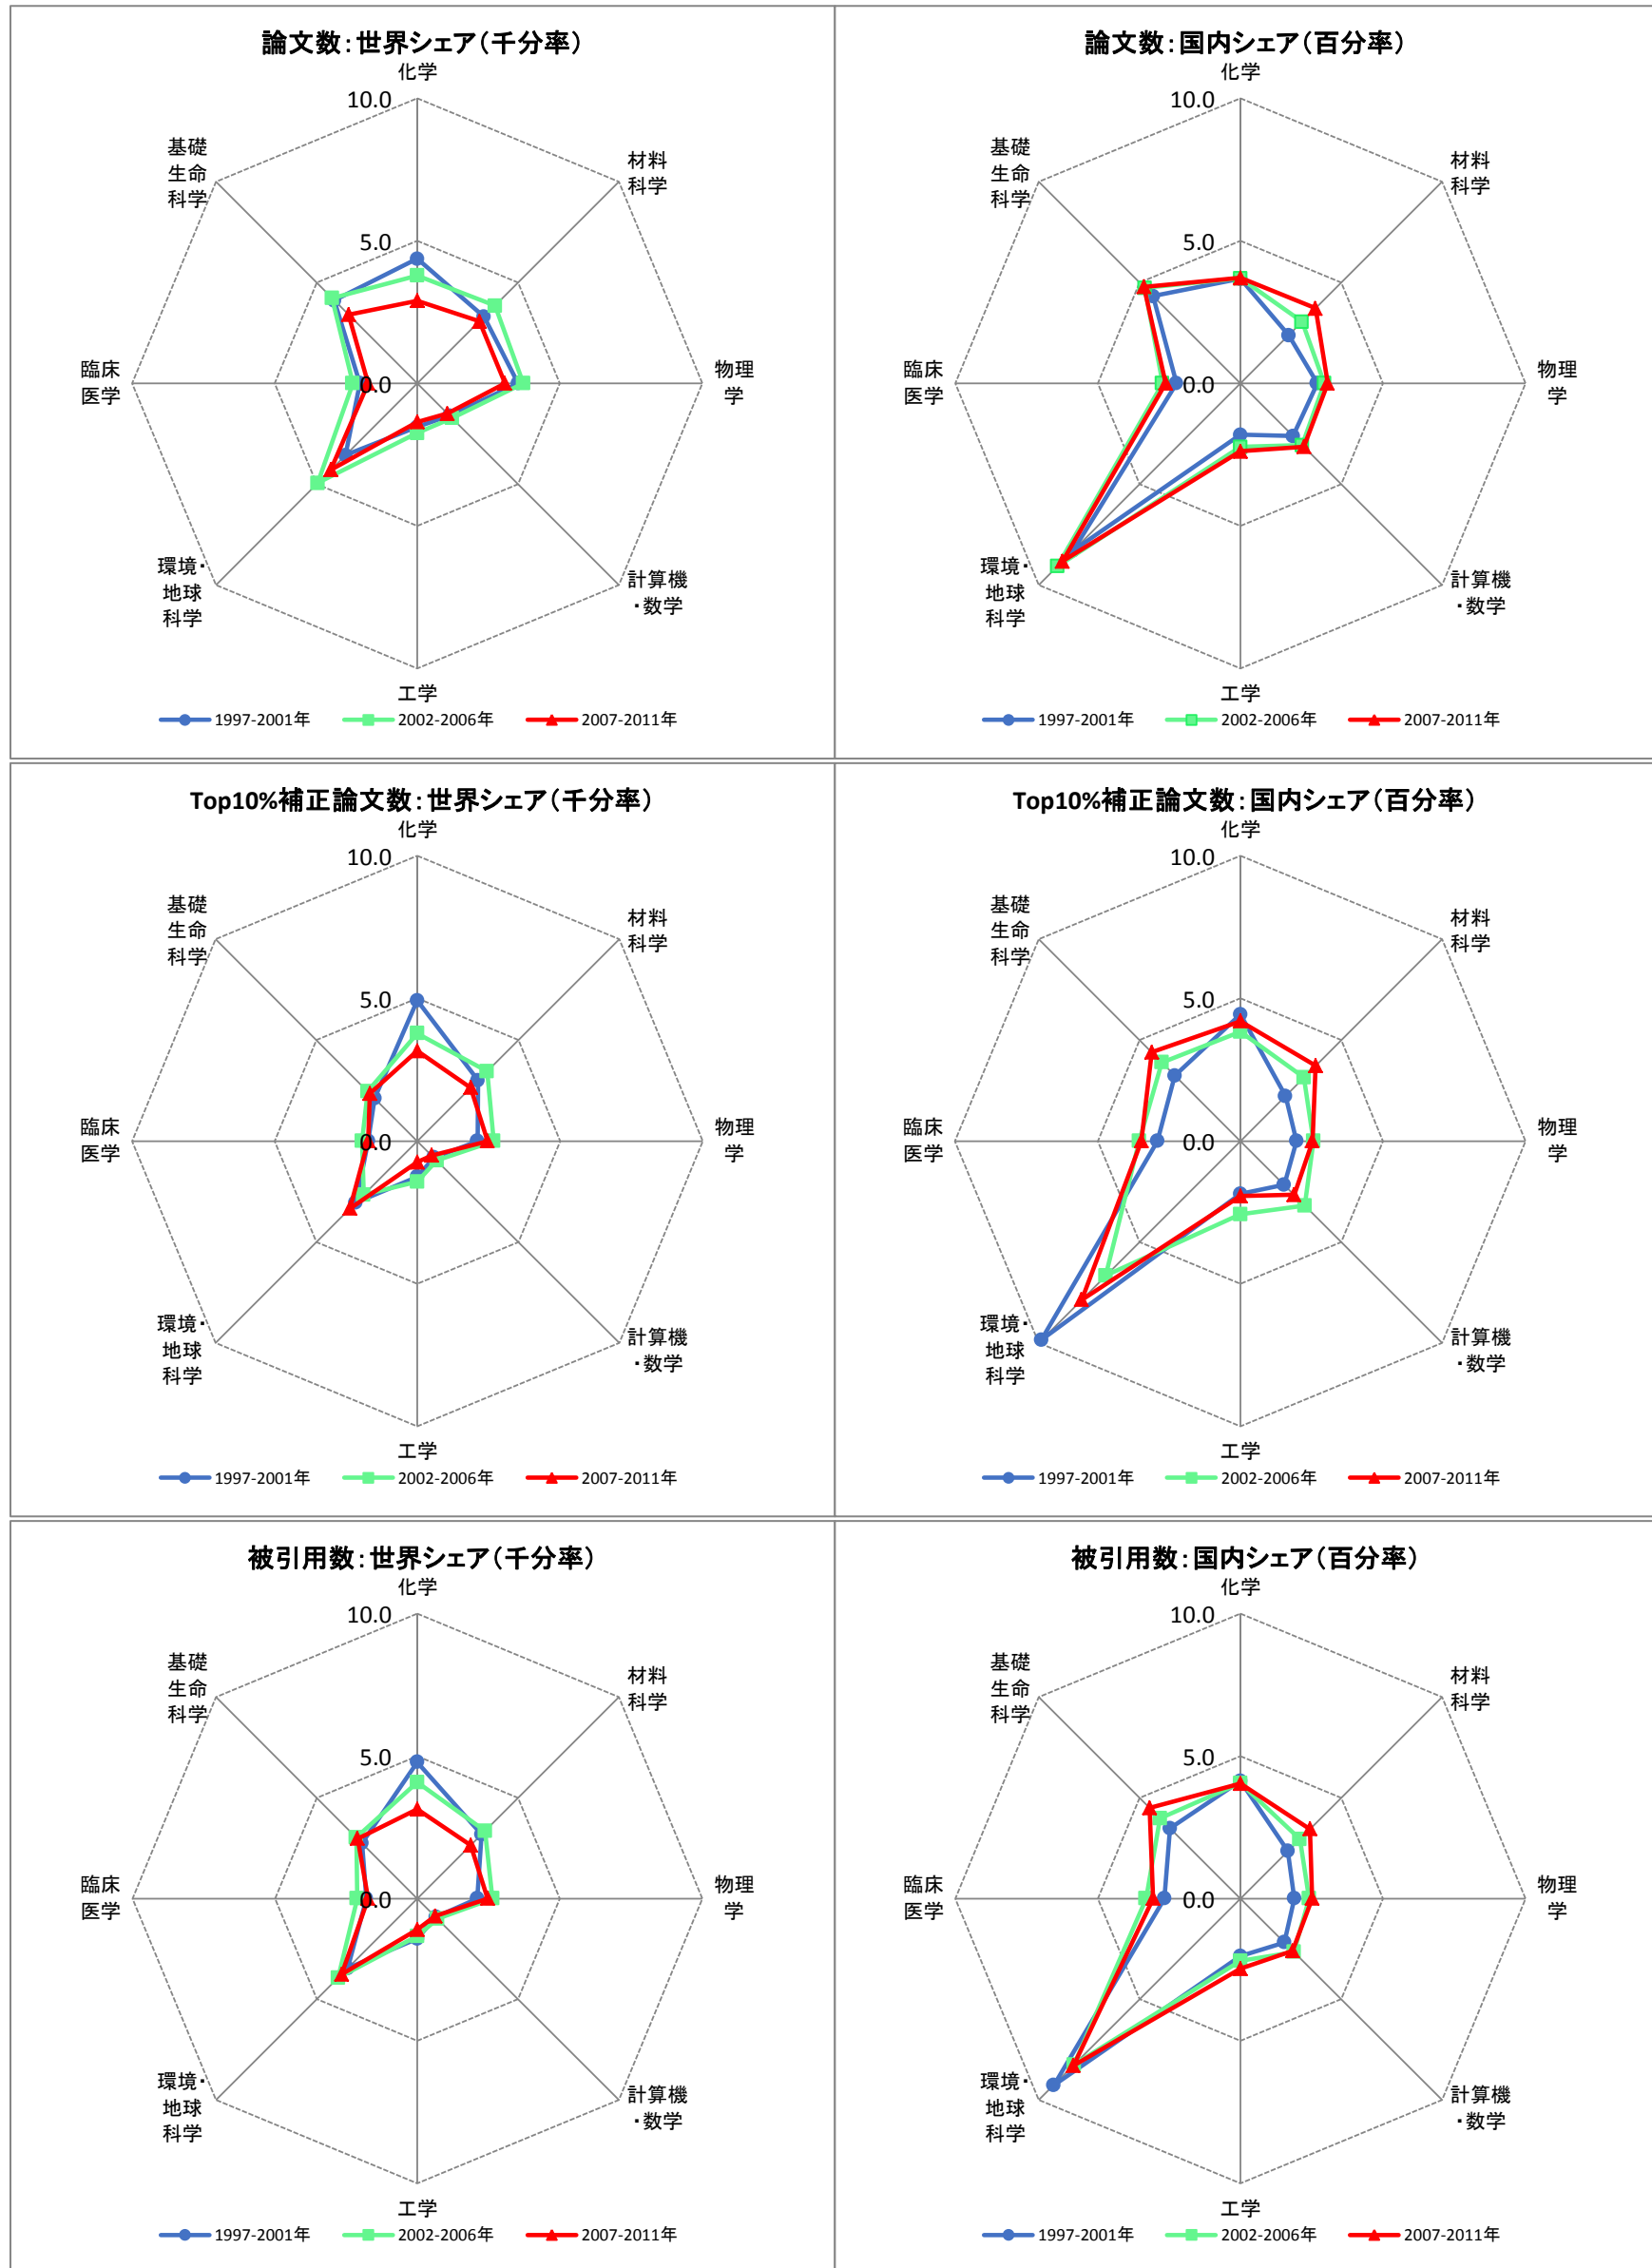 論文数：世界シェア（千分率）
化学
10.0
基礎
生命
科学
材料
科学
5.0
臨床
医学
0.0
物理
学
環境・
地球
科学
計算機
・数学
工学
1997-2001年 2002-2006年 2007-2011年
論文数：国内シェア（百分率）
化学
10.0
基礎
生命
科学
材料
科学
5.0
臨床
医学
0.0
物理
学
環境・
地球
科学
計算機
・数学
工学
1997-2001年 2002-2006年 2007-2011年
Top10%補正論文数：世界シェア（千分率）
化学
10.0
基礎
生命
科学
材料
科学
5.0
臨床
医学
0.0
物理
学
環境・
地球
科学
計算機
・数学
工学
1997-2001年 2002-2006年 2007-2011年
Top10%補正論文数：国内シェア（百分率）
化学
10.0
基礎
生命
科学
材料
科学
5.0
臨床
医学
0.0
物理
学
環境・
地球
科学
計算機
・数学
工学
1997-2001年 2002-2006年 2007-2011年
被引用数：世界シェア（千分率）
化学
10.0
基礎
生命
科学
材料
科学
5.0
臨床
医学
0.0
物理
学
環境・
地球
科学
計算機
・数学
工学
1997-2001年 2002-2006年 2007-2011年
被引用数：国内シェア（百分率）
化学
10.0
基礎
生命
科学
材料
科学
5.0
臨床
医学
0.0
物理
学
環境・
地球
科学
計算機
・数学
工学
1997-2001年 2002-2006年 2007-2011年